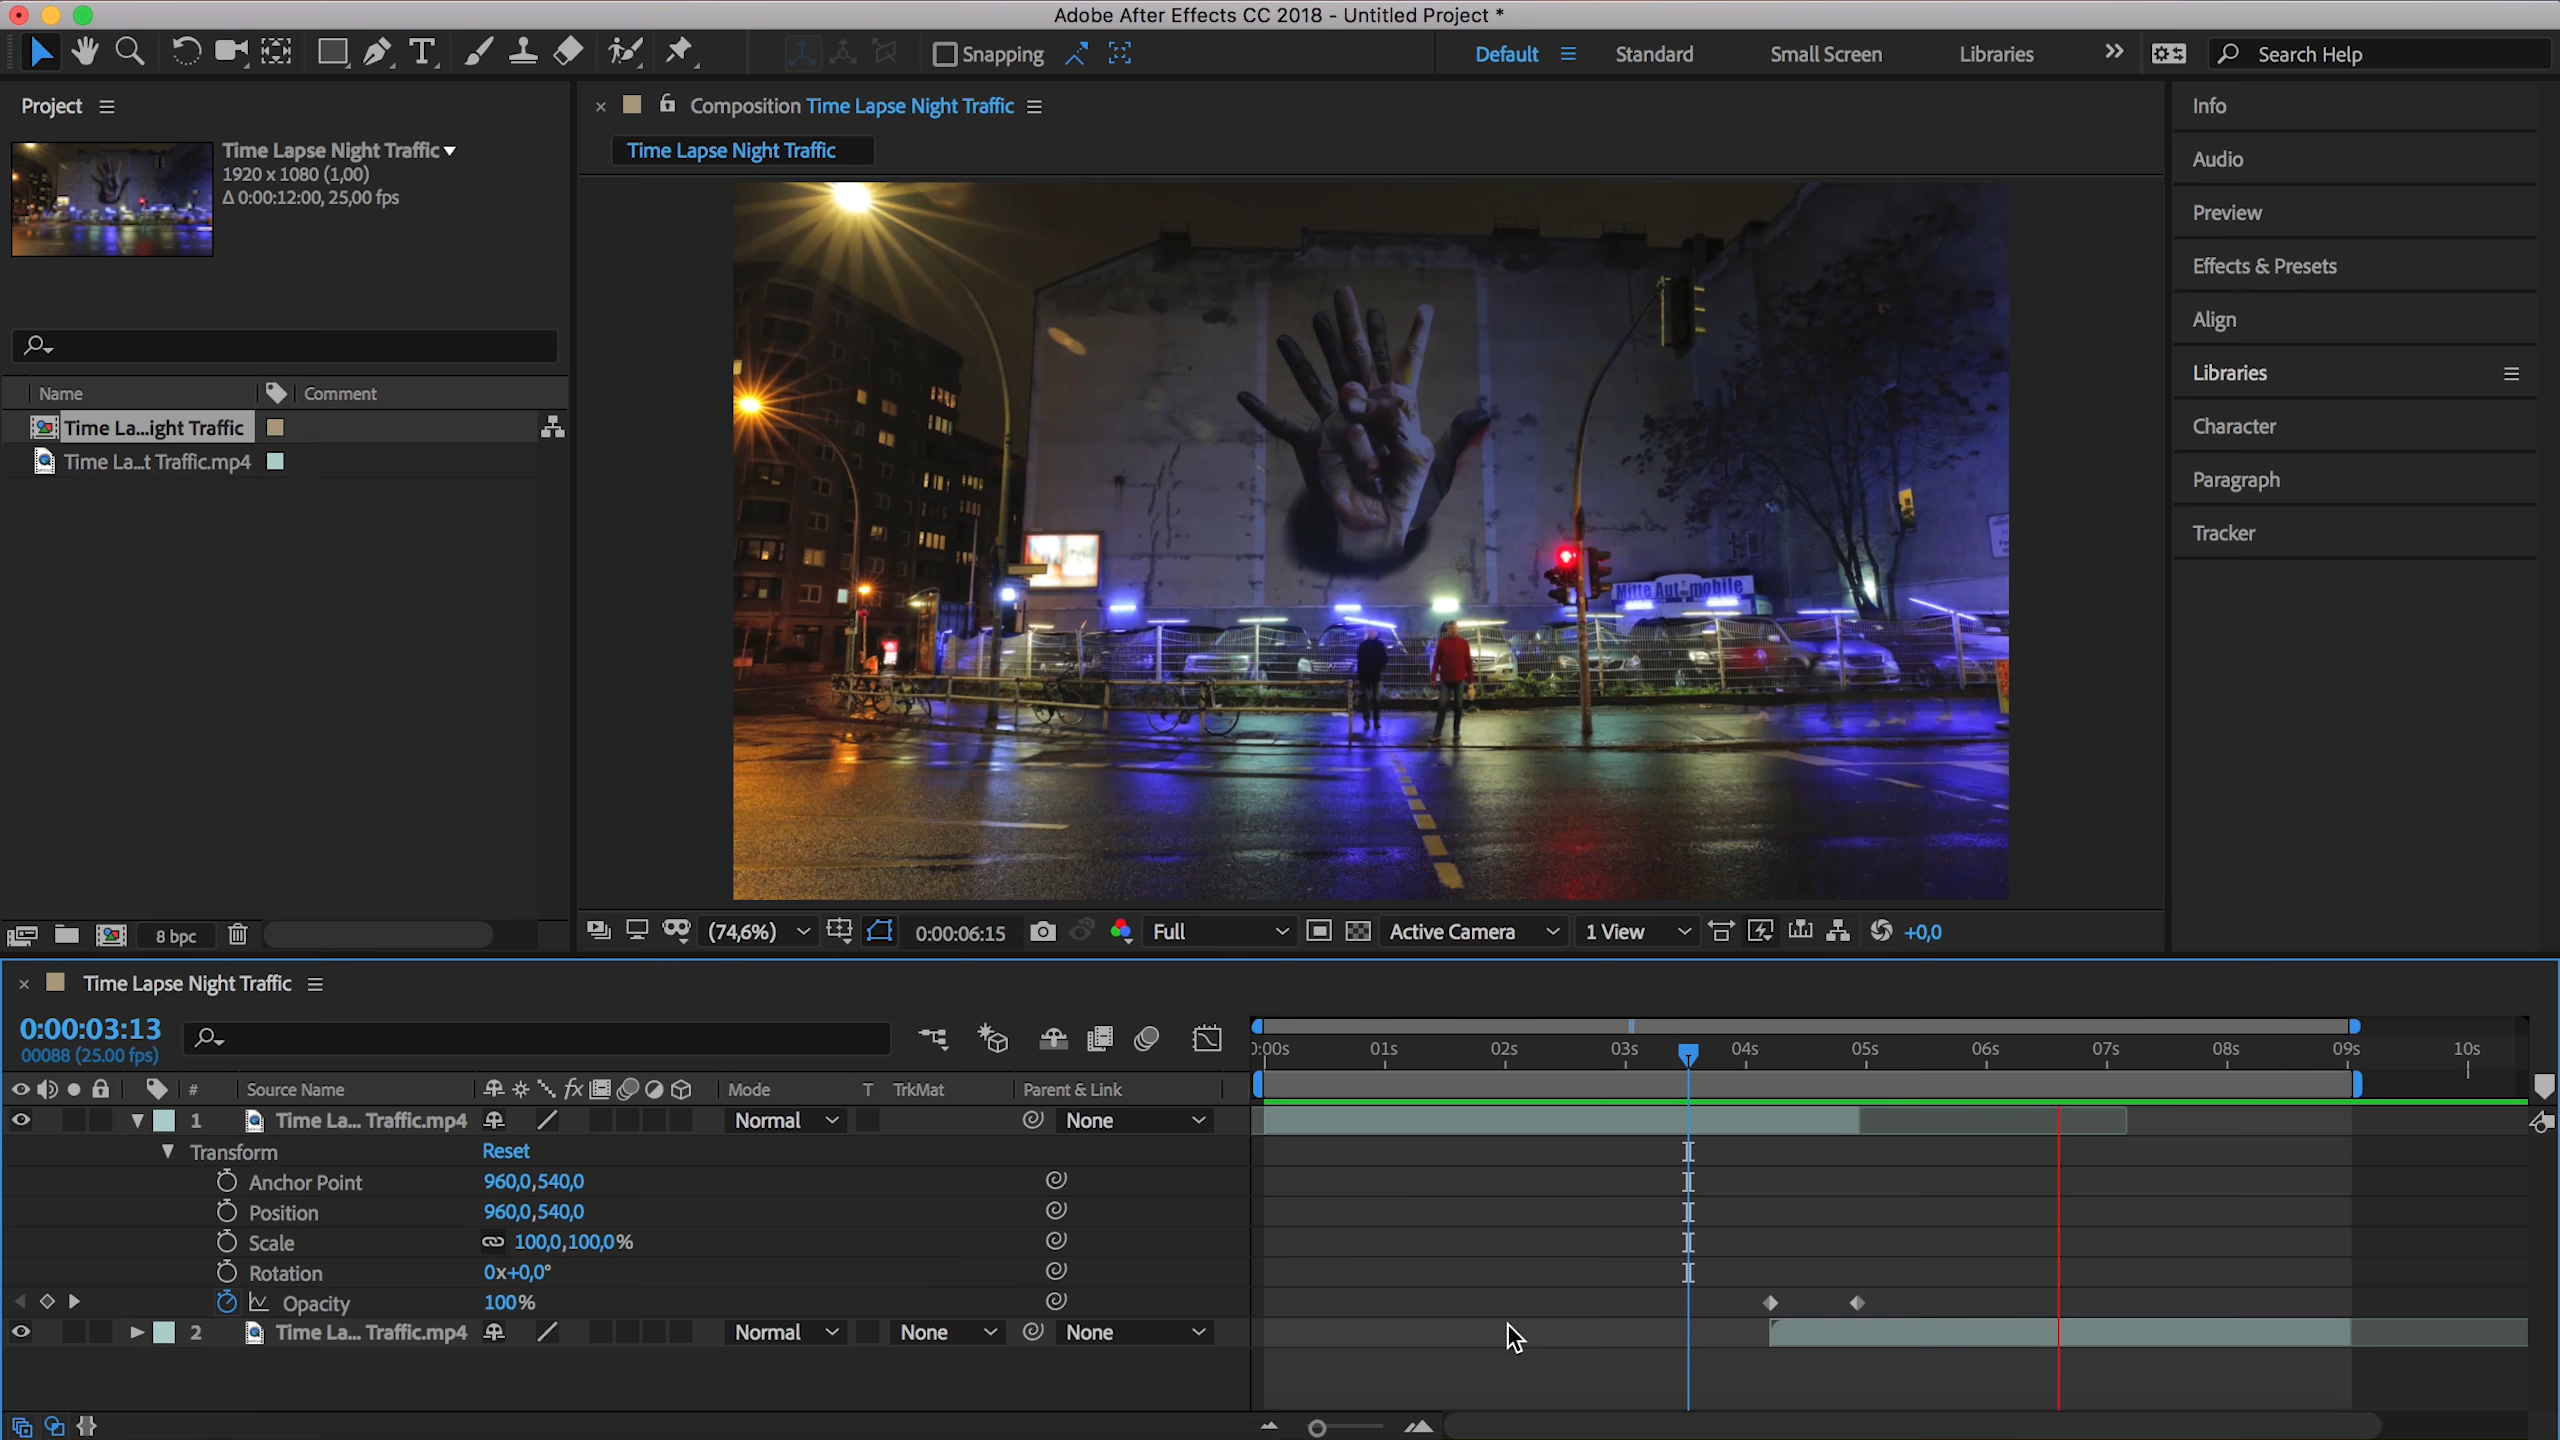 Adobe After Effects CC 2018 - Untitled Project *
Snapping
Default
Standard
Small Screen
Libraries
Search Help
Project
Time Lapse Night Traffic
1920 x 1080 (1,00)
Δ 0:00:12:00, 25,00 fps
Name
Comment
Time La...ight Traffic
Time La...t Traffic.mp4
8 bpc
Composition Time Lapse Night Traffic
Time Lapse Night Traffic
Mitte Aut mobile
(74,6%)
0:00:06:15
Full
Active Camera
1 View
+0,0
Info
Audio
Preview
Effects & Presets
Align
Libraries
Character
Paragraph
Tracker
Time Lapse Night Traffic
0:00:03:13
00088 (25.00 fps)
# Source Name Mode T TrkMat Parent & Link
1 Time La... Traffic.mp4 Normal None
Transform Reset
Anchor Point 960,0,540,0
Position 960,0,540,0
Scale 100,0,100,0%
Rotation 0x+0,0°
Opacity 100%
2 Time La... Traffic.mp4 Normal None None
0:00s 01s 02s 03s 04s 05s 06s 07s 08s 09s 10s